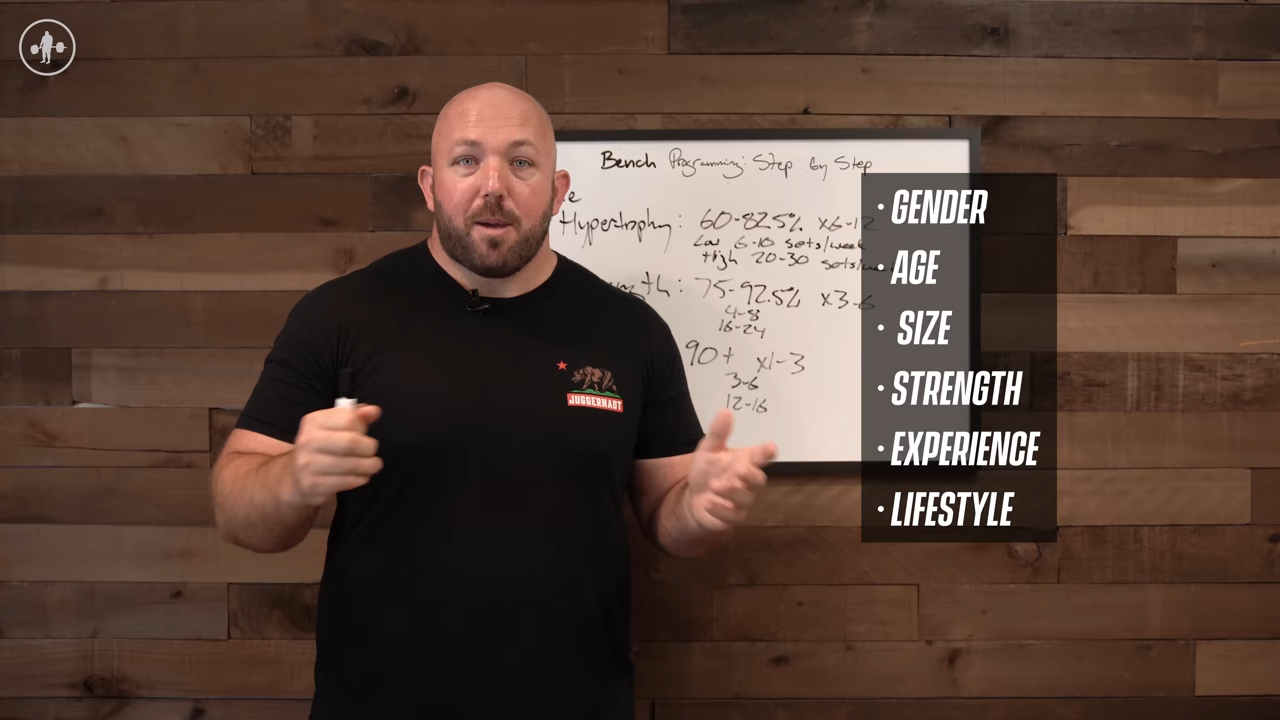 Bench Programming: Step by Step
Hypertrophy: 60-82.5% x6-12
Low 6-10 sets/week
High 20-30 sets/
75-92.5% x3-6
4-8
16-24
90+ x1-3
3-6
12-16
JUGGERNAUT
• GENDER
• AGE
• SIZE
• STRENGTH
• EXPERIENCE
• LIFESTYLE